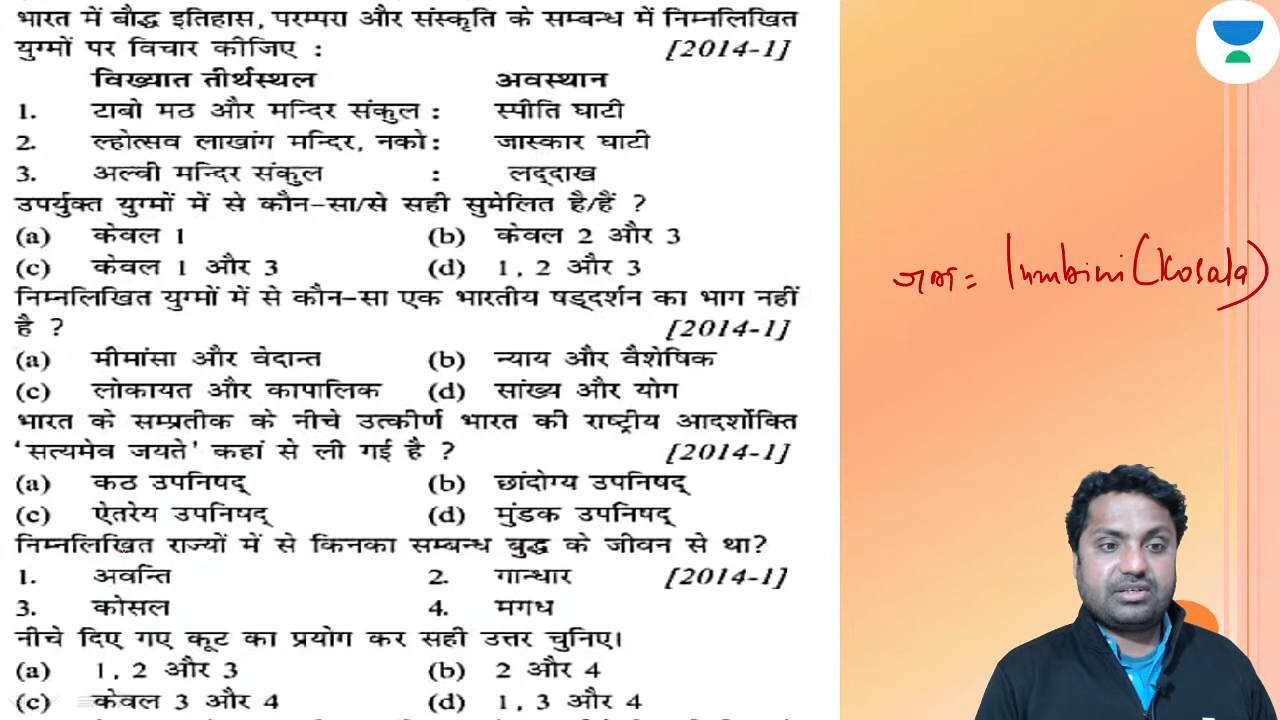 भारत में बौद्ध इतिहास, परम्परा और संस्कृति के सम्बन्ध में निम्नलिखित
युग्मों पर विचार कीजिए : [2014-1]
विख्यात तीर्थस्थल अवस्थान
1. टाबो मठ और मन्दिर संकुल : स्पीति घाटी
2. ल्होत्सव लाखांग मन्दिर, नको: जास्कार घाटी
3. अल्ची मन्दिर संकुल : लद्दाख
उपर्युक्त युग्मों में से कौन-सा/से सही सुमेलित है/हैं ?
(a) केवल 1 (b) केवल 2 और 3
(c) केवल 1 और 3 (d) 1, 2 और 3
निम्नलिखित युग्मों में से कौन-सा एक भारतीय षड्दर्शन का भाग नहीं
है ? [2014-1]
(a) मीमांसा और वेदान्त (b) न्याय और वैशेषिक
(c) लोकायत और कापालिक (d) सांख्य और योग
भारत के सम्प्रतीक के नीचे उत्कीर्ण भारत की राष्ट्रीय आदर्शोक्ति
'सत्यमेव जयते' कहां से ली गई है ? [2014-1]
(a) कठ उपनिषद् (b) छांदोग्य उपनिषद्
(c) ऐतरेय उपनिषद् (d) मुंडक उपनिषद्
निम्नलिखित राज्यों में से किनका सम्बन्ध बुद्ध के जीवन से था?
1. अवन्ति 2. गान्धार [2014-1]
3. कोसल 4. मगध
नीचे दिए गए कूट का प्रयोग कर सही उत्तर चुनिए।
(a) 1, 2 और 3 (b) 2 और 4
(c) केवल 3 और 4 (d) 1, 3 और 4
= lumbini (Kosala)